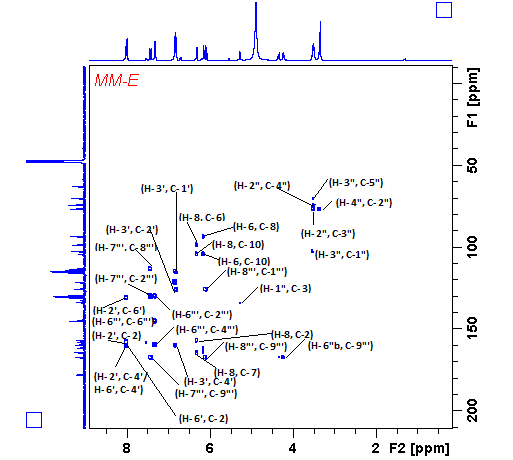 MM-E
F1 [ppm]
50
100
150
200
8
6
4
2
F2 [ppm]
(H-3', C-1')
(H-2", C-4")
(H-3", C-5")
(H-4", C-2")
(H-2", C-3")
(H-8, C-6)
(H-6, C-8)
(H-3', C-2')
(H-8, C-10)
(H-3", C-1")
(H-7''', C-8''')
(H-6, C-10)
(H-8''', C-1''')
(H-7''', C-2''')
(H-1", C-3)
(H-6''', C-2''')
(H-2', C-6')
(H-6''', C-6''')
(H-6''', C-4''')
(H-2', C-2)
(H-8, C-2)
(H-8''', C-9''')
(H-6"b, C-9''')
(H-8, C-7)
(H-2', C-4')
H-6', C-4')
(H-3', C-4')
(H-7''', C-9''')
(H-6', C-2)